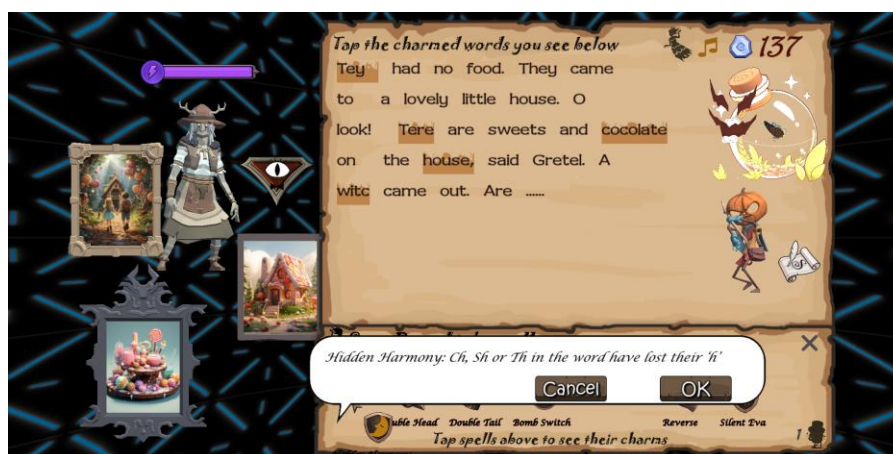 Tap the charmed words you see below
137
Tey had no food. They came
to a lovely little house. O
look! Tere are sweets and cocolate
on the house, said Gretel. A
witc came out. Are ......
Hidden Harmony: Ch, Sh or Th in the word have lost their 'h'
Cancel OK
uble Head Double Tail Bomb Switch Reverse Silent Eva
Tap spells above to see their charms
1